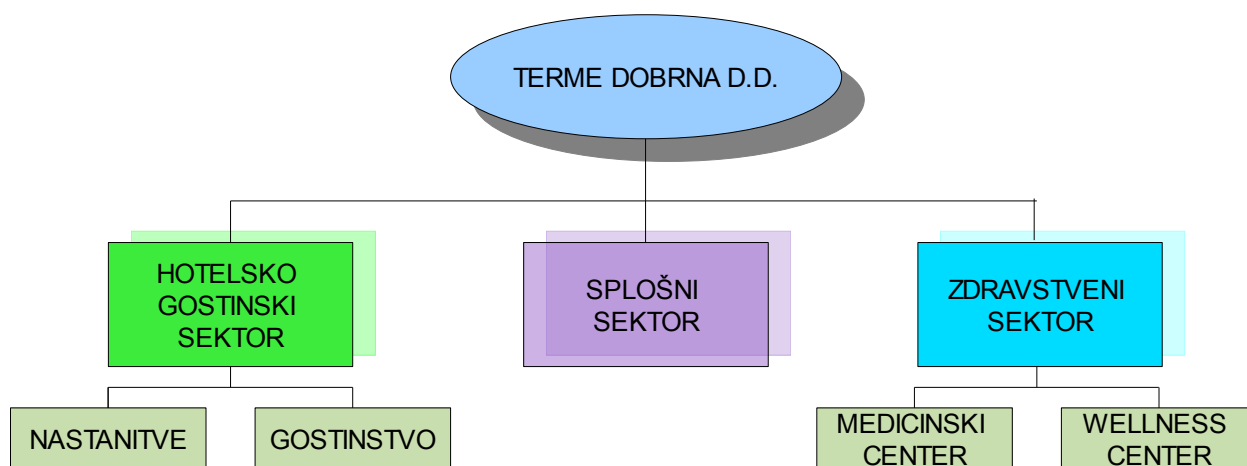 TERME DOBRNA D.D.
HOTELSKO
GOSTINSKI
SEKTOR
SPLOŠNI
SEKTOR
ZDRAVSTVENI
SEKTOR
NASTANITVE
GOSTINSTVO
MEDICINSKI
CENTER
WELLNESS
CENTER